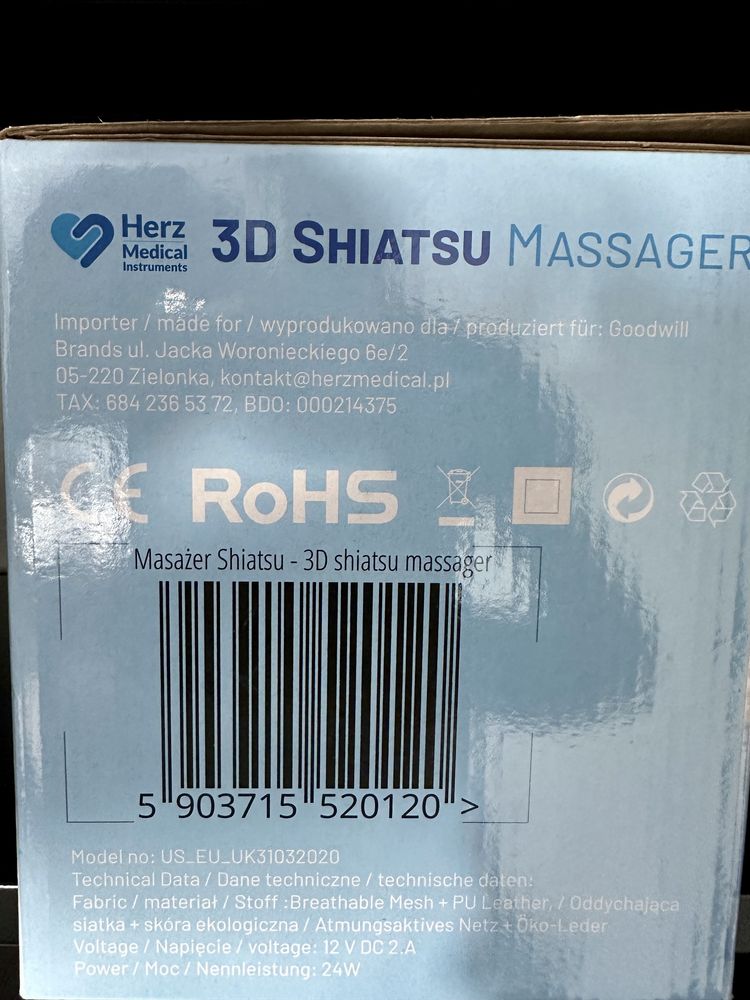 Herz
Medical
Instruments
3D SHIATSU MASSAGER
Importer / made for / wyprodukowano dla / produziert für: Goodwill
Brands ul. Jacka Woronieckiego 6e/2
05-220 Zielonka, kontakt@herzmedical.pl
TAX: 684 236 53 72, BDO: 000214375
CE RoHS
Masażer Shiatsu - 3D shiatsu massager
5 903715 520120 >
Model no: US_EU_UK31032020
Technical Data / Dane techniczne / technische daten:
Fabric / materiał / Stoff :Breathable Mesh + PU Leather, / Oddychająca
siatka + skóra ekologiczna / Atmungsaktives Netz + Öko-Leder
Voltage / Napięcie / voltage: 12 V DC 2.A
Power / Moc / Nennleistung: 24W